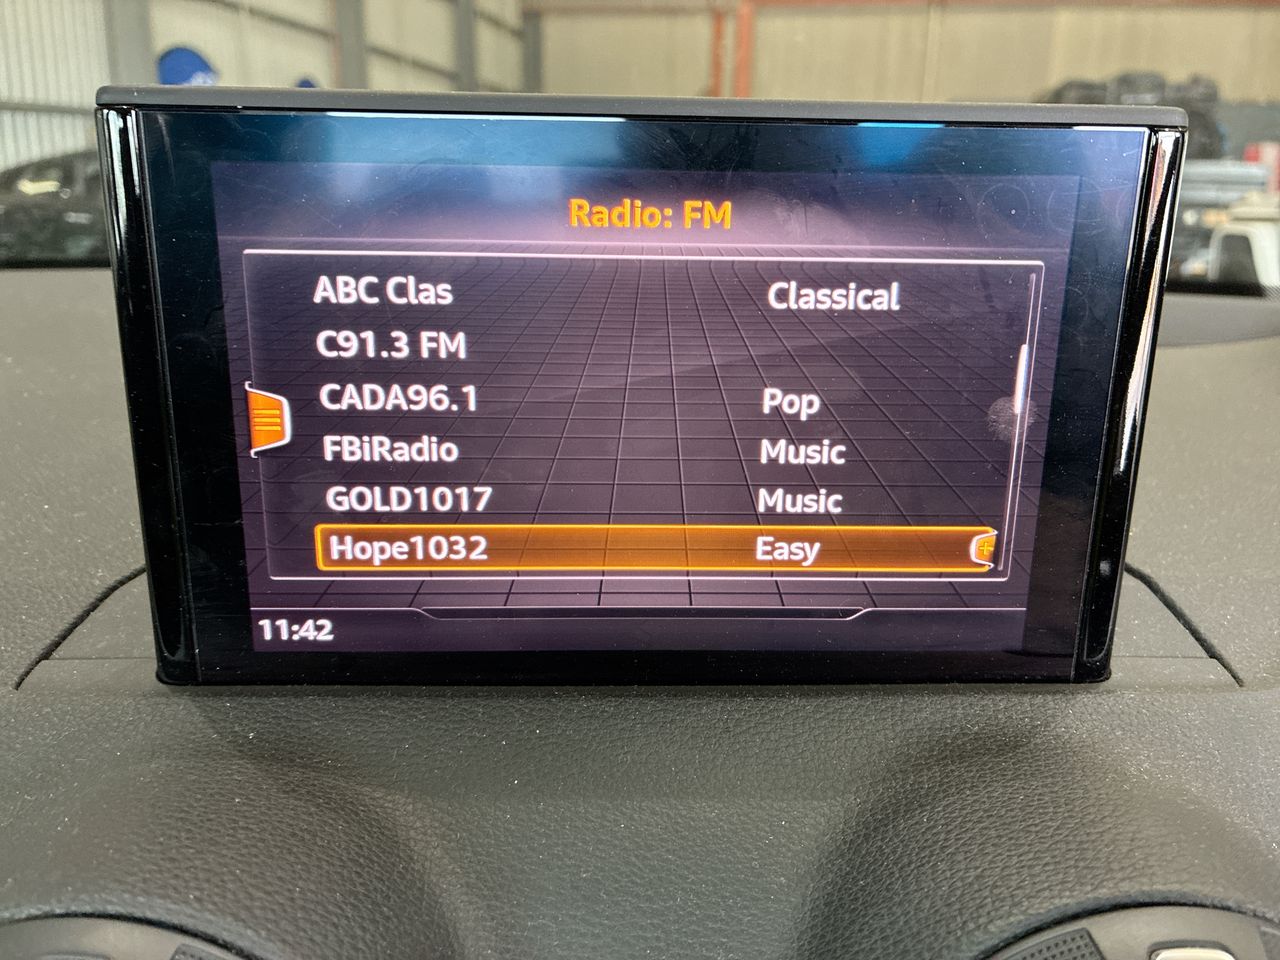 Radio: FM
ABC Clas Classical
C91.3 FM
CADA96.1 Pop
FBiRadio Music
GOLD1017 Music
Hope1032 Easy
11:42